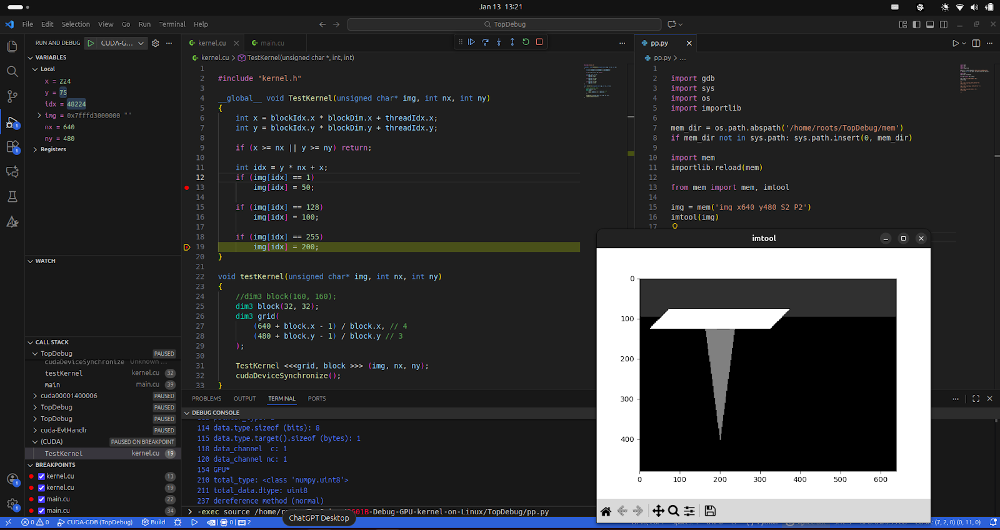 Jan 13 13:21
File Edit Selection View Go Run Terminal Help
TopDebug
RUN AND DEBUG CUDA-G...
VARIABLES
Local
x = 224
y = 75
idx = 48224
img = 0x7fffd3000000 ""
nx = 640
ny = 480
Registers
WATCH
CALL STACK
TopDebug PAUSED
cudaDeviceSynchronize Unknown ...
testKernel kernel.cu 32
main main.cu 39
cuda00001400006 PAUSED
TopDebug PAUSED
TopDebug PAUSED
cuda-EvtHandlr PAUSED
(CUDA) PAUSED ON BREAKPOINT
TestKernel kernel.cu 19
BREAKPOINTS
kernel.cu 13
kernel.cu 19
main.cu 22
main.cu 34
kernel.cu main.cu
kernel.cu > TestKernel(unsigned char *, int, int)
1
2 #include "kernel.h"
3
4 __global__ void TestKernel(unsigned char* img, int nx, int ny)
5 {
6 int x = blockIdx.x * blockDim.x + threadIdx.x;
7 int y = blockIdx.y * blockDim.y + threadIdx.y;
8
9 if (x >= nx || y >= ny) return;
10
11 int idx = y * nx + x;
12 if (img[idx] == 1)
13 img[idx] = 50;
14
15 if (img[idx] == 128)
16 img[idx] = 100;
17
18 if (img[idx] == 255)
19 img[idx] = 200;
20 }
21
22 void testKernel(unsigned char* img, int nx, int ny)
23 {
24 //dim3 block(160, 160);
25 dim3 block(32, 32);
26 dim3 grid(
27 (640 + block.x - 1) / block.x, // 4
28 (480 + block.y - 1) / block.y // 3
29 );
30
31 TestKernel <<<grid, block >>> (img, nx, ny);
32 cudaDeviceSynchronize();
33 }
pp.py
pp.py > ...
1
2 import gdb
3 import sys
4 import os
5 import importlib
6
7 mem_dir = os.path.abspath('/home/roots/TopDebug/mem')
8 if mem_dir not in sys.path: sys.path.insert(0, mem_dir)
9
10 import mem
11 importlib.reload(mem)
12
13 from mem import mem, imtool
14
15 img = mem('img x640 y480 S2 P2')
16 imtool(img)
17
PROBLEMS OUTPUT TERMINAL PORTS
DEBUG CONSOLE
114 data.type.sizeof (bits): 8
115 data.type.target().sizeof (bytes): 1
118 data_channel c: 1
120 data_channel nc: 1
154 GPU*
210 total_type: <class 'numpy.uint8'>
211 total_data.dtype: uint8
237 dereference method (normal)
> -exec source /home/ro 601B-Debug-GPU-kernel-on-Linux/TopDebug/pp.py
ChatGPT Desktop
imtool
0
100
200
300
400
0 100 200 300 400 500 600
0 0 CUDA-GDB (TopDebug) Build 0 2
(7, 2, 0) (0, 11, 0)